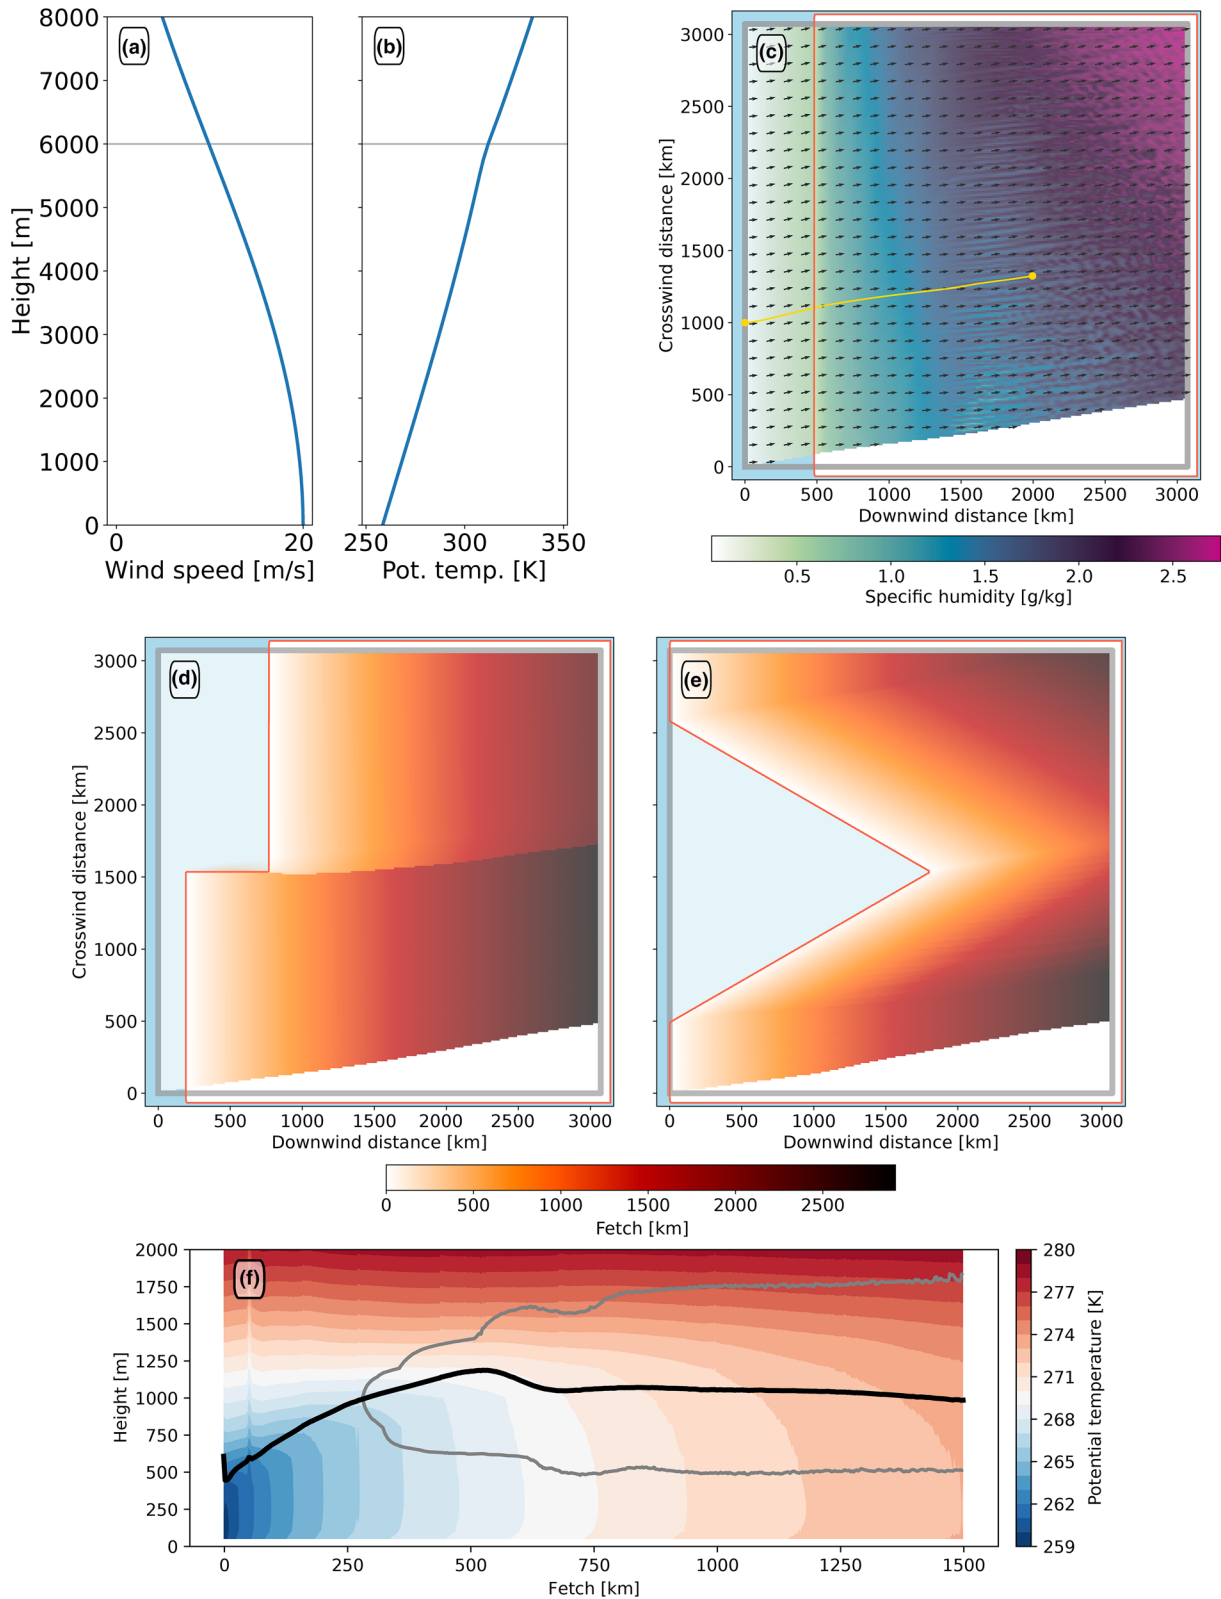 (a)
8000
7000
6000
5000
4000
3000
2000
1000
0
Height [m]
0 20
Wind speed [m/s]
(b)
250 300 350
Pot. temp. [K]
(c)
3000
2500
2000
1500
1000
500
0
Crosswind distance [km]
0 500 1000 1500 2000 2500 3000
Downwind distance [km]
0.5 1.0 1.5 2.0 2.5
Specific humidity [g/kg]
(d)
3000
2500
2000
1500
1000
500
0
Crosswind distance [km]
0 500 1000 1500 2000 2500 3000
Downwind distance [km]
(e)
0 500 1000 1500 2000 2500 3000
Downwind distance [km]
0 500 1000 1500 2000 2500
Fetch [km]
(f)
2000
1750
1500
1250
1000
750
500
250
0
Height [m]
0 250 500 750 1000 1250 1500
Fetch [km]
280
277
274
271
268
265
262
259
Potential temperature [K]